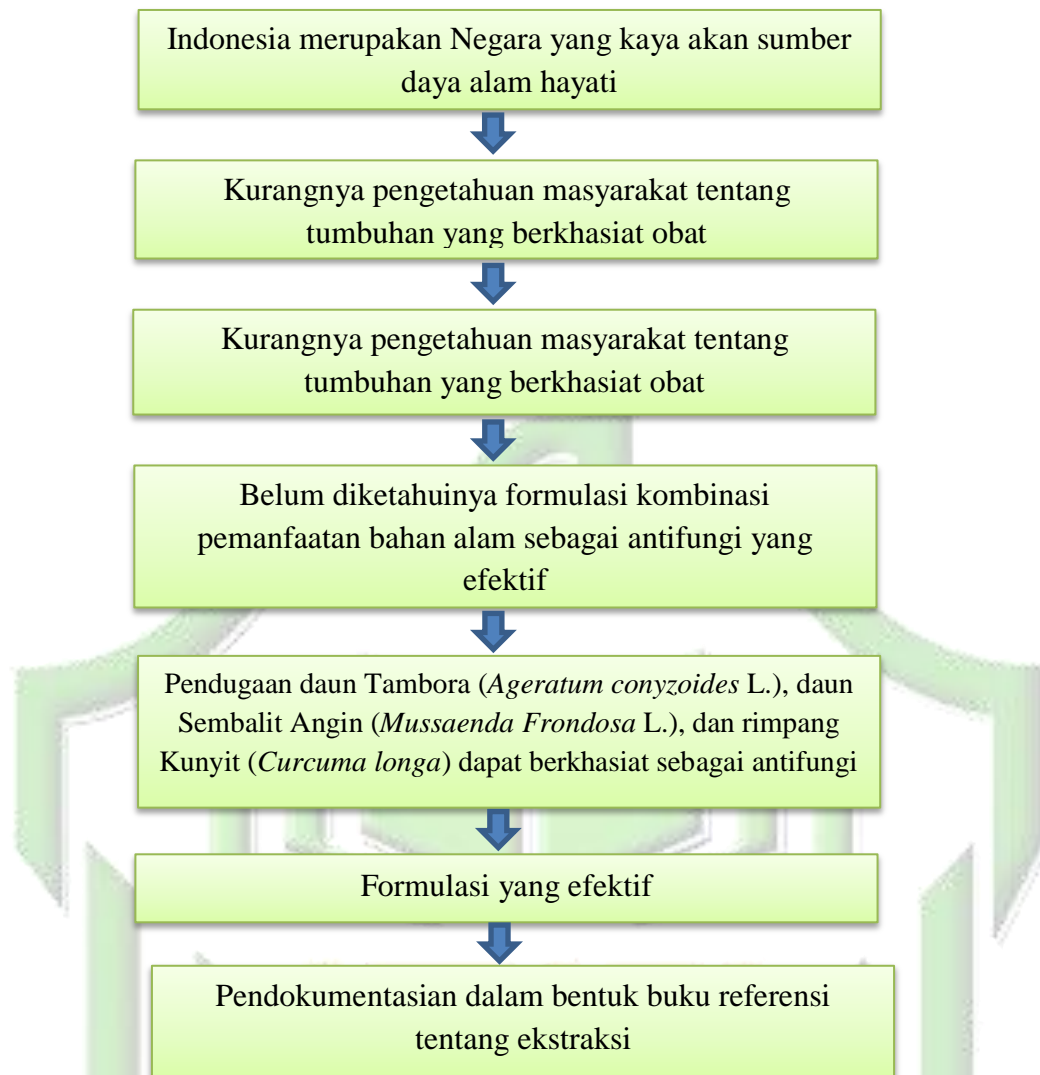 Indonesia merupakan Negara yang kaya akan sumber
daya alam hayati
Kurangnya pengetahuan masyarakat tentang
tumbuhan yang berkhasiat obat
Kurangnya pengetahuan masyarakat tentang
tumbuhan yang berkhasiat obat
Belum diketahuinya formulasi kombinasi
pemanfaatan bahan alam sebagai antifungi yang
efektif
Pendugaan daun Tambora (Ageratum conyzoides L.), daun
Sembalit Angin (Mussaenda Frondosa L.), dan rimpang
Kunyit (Curcuma longa) dapat berkhasiat sebagai antifungi
Formulasi yang efektif
Pendokumentasian dalam bentuk buku referensi
tentang ekstraksi